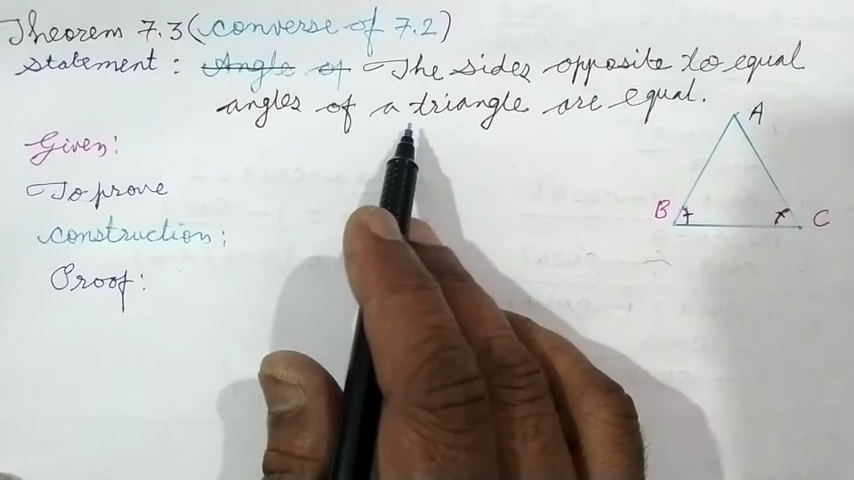 Theorem 7.3 (converse of 7.2)
Statement : Angle of The sides opposite to equal
angles of a triangle are equal.
A
Given:
To prove
B C
construction:
Proof: